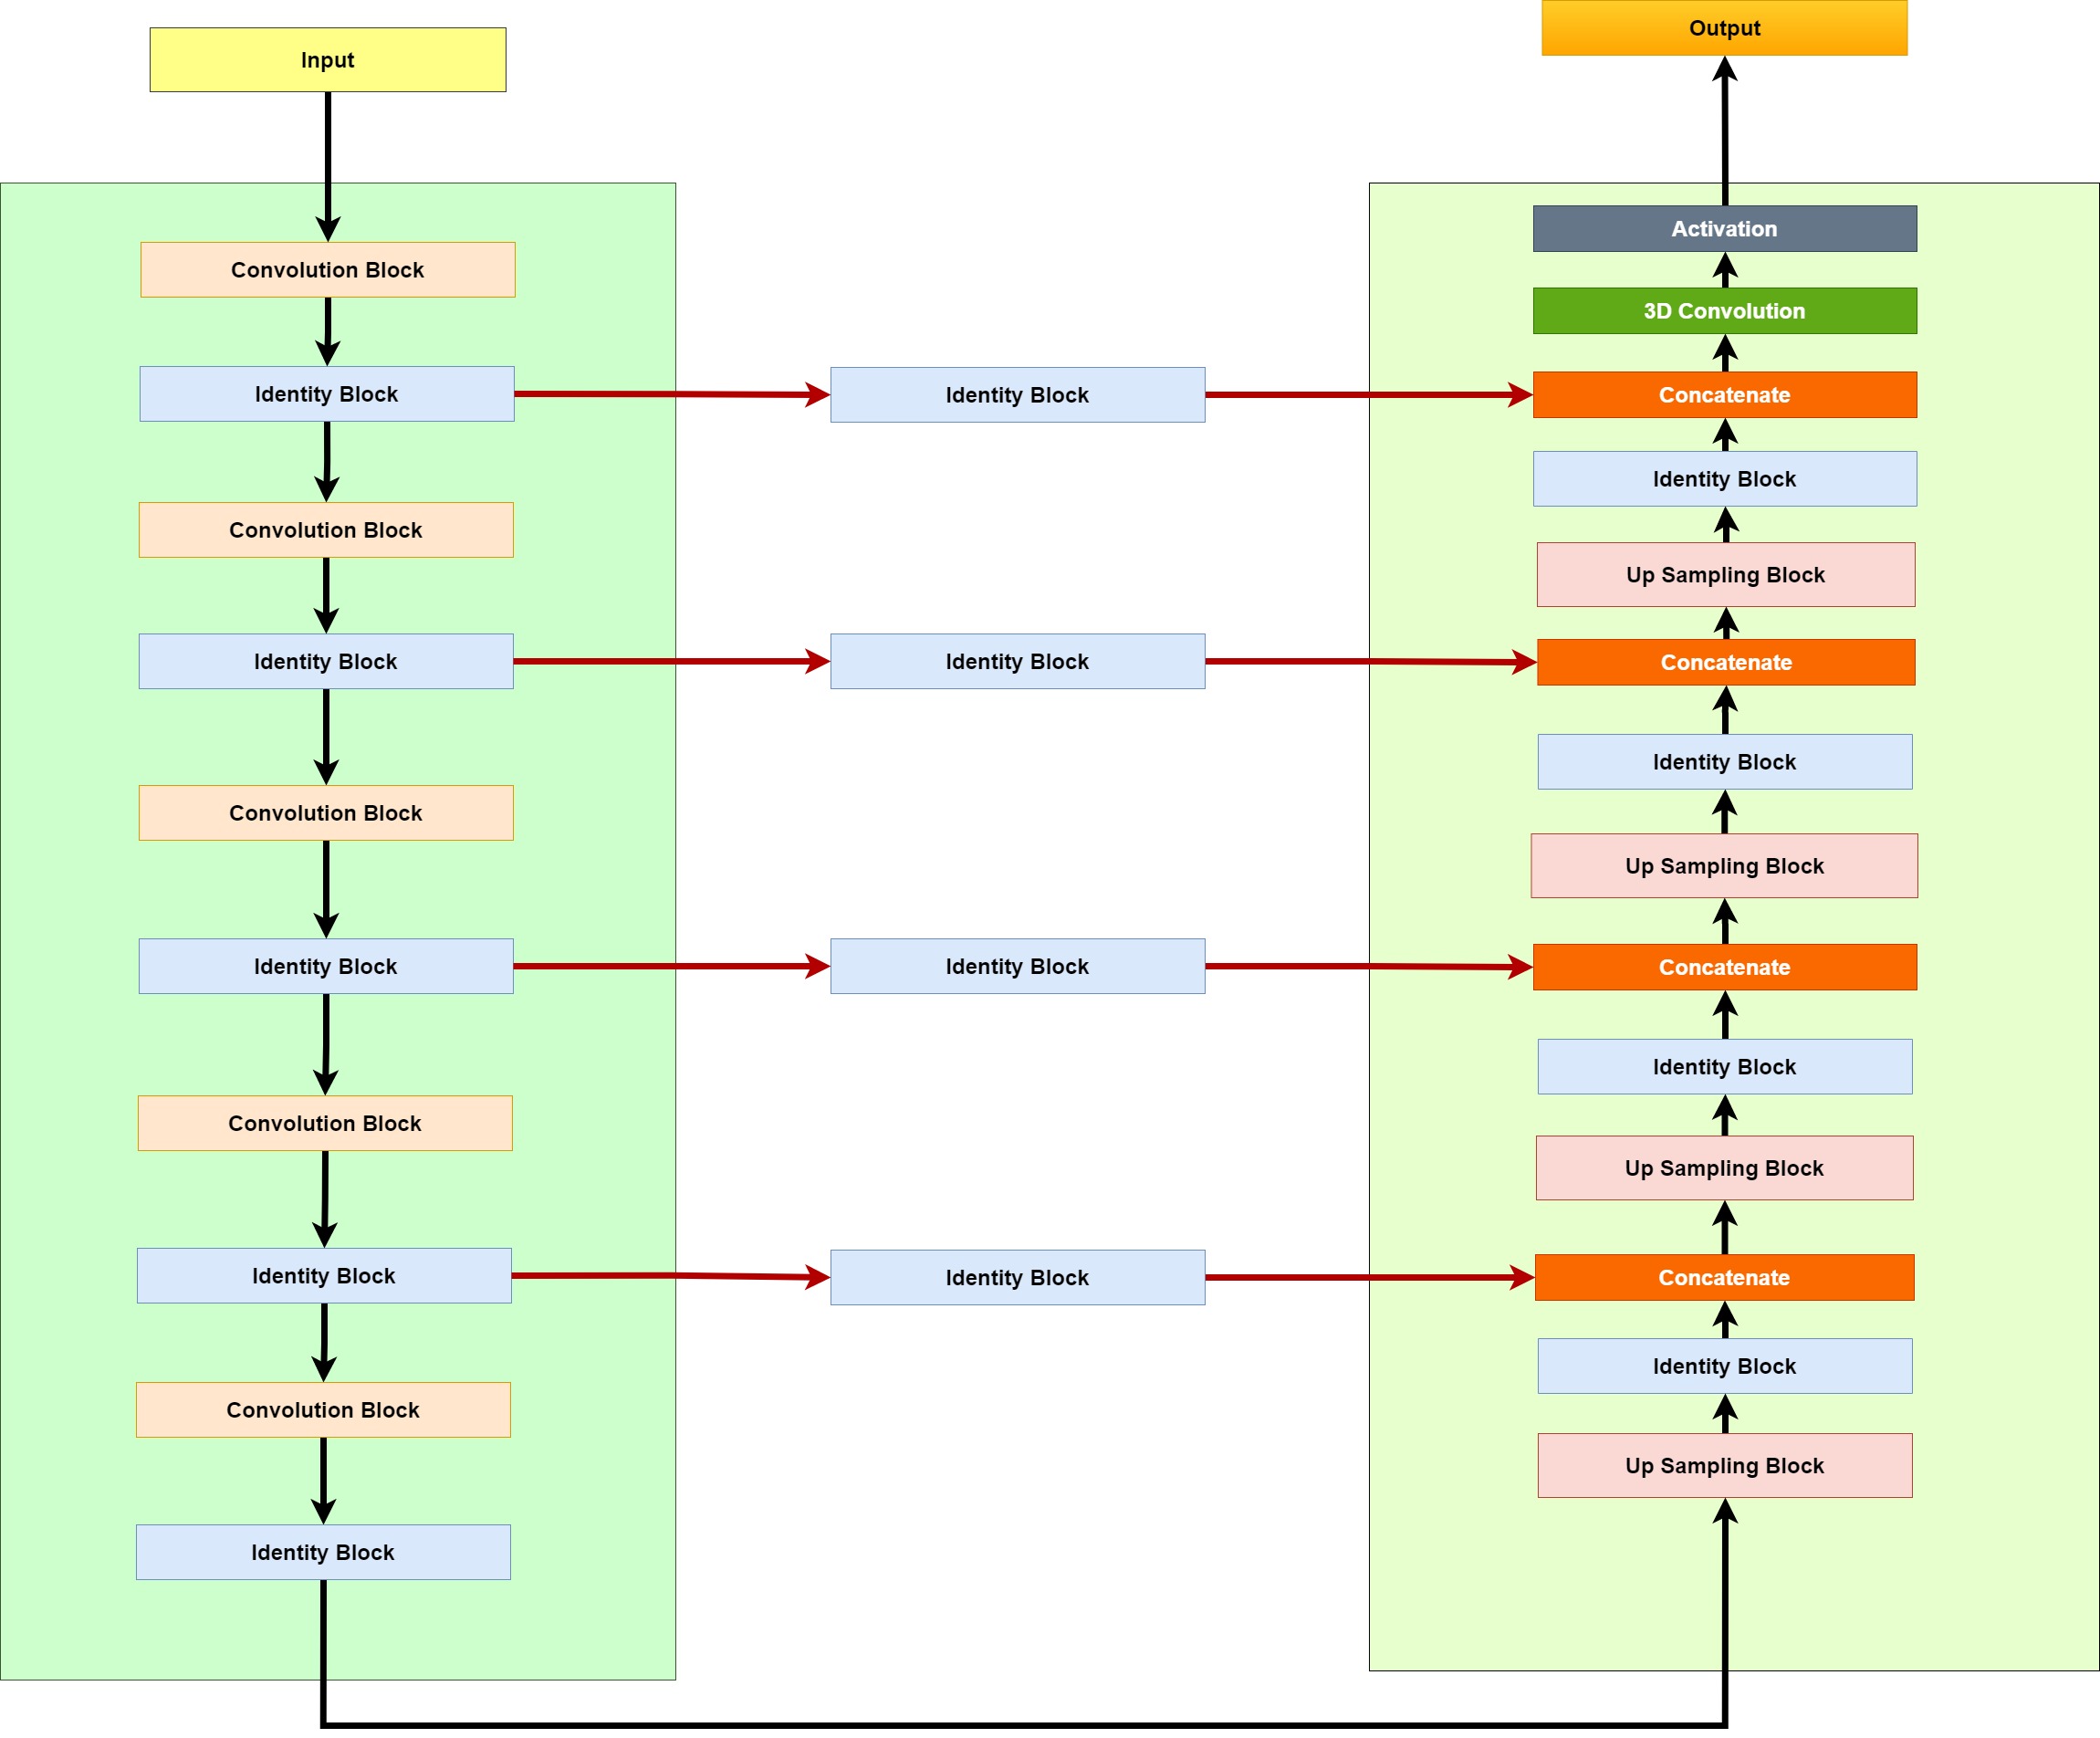 Input
Convolution Block
Identity Block
Convolution Block
Identity Block
Convolution Block
Identity Block
Convolution Block
Identity Block
Convolution Block
Identity Block
Identity Block
Identity Block
Identity Block
Identity Block
Output
Activation
3D Convolution
Concatenate
Identity Block
Up Sampling Block
Concatenate
Identity Block
Up Sampling Block
Concatenate
Identity Block
Up Sampling Block
Concatenate
Identity Block
Up Sampling Block